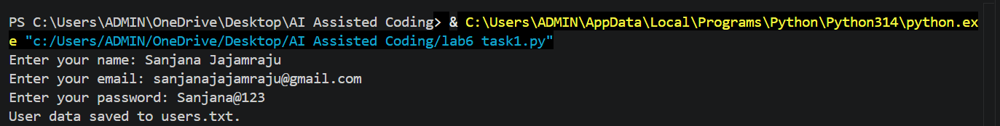 PS C:\Users\ADMIN\OneDrive\Desktop\AI Assisted Coding> & C:\Users\ADMIN\AppData\Local\Programs\Python\Python314\python.ex
e "c:/Users/ADMIN/OneDrive/Desktop/AI Assisted Coding/lab6 task1.py"
Enter your name: Sanjana Jajamraju
Enter your email: sanjanajajamraju@gmail.com
Enter your password: Sanjana@123
User data saved to users.txt.